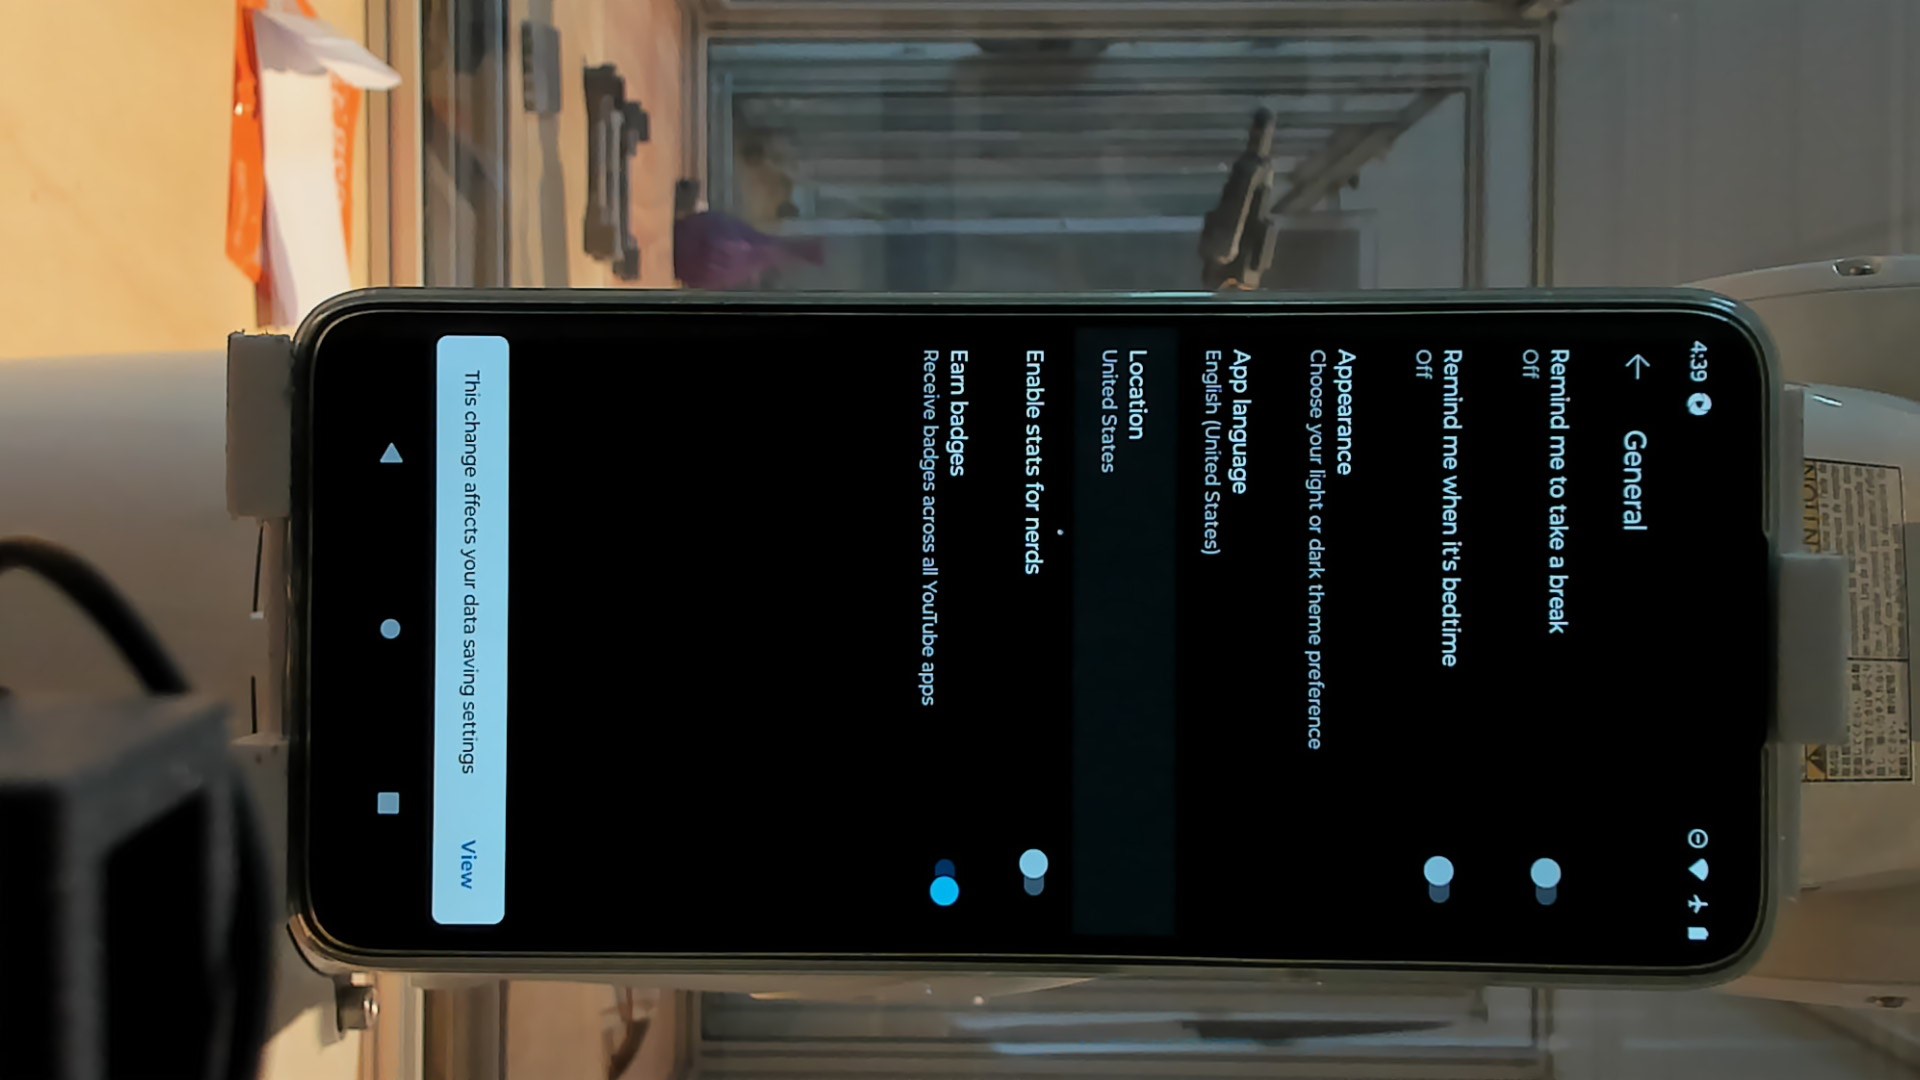 4:39
General
Remind me to take a break
Off
Remind me when it's bedtime
Off
Appearance
Choose your light or dark theme preference
App language
English (United States)
Location
United States
Enable stats for nerds
Earn badges
Receive badges across all YouTube apps
This change affects your data saving settings
View